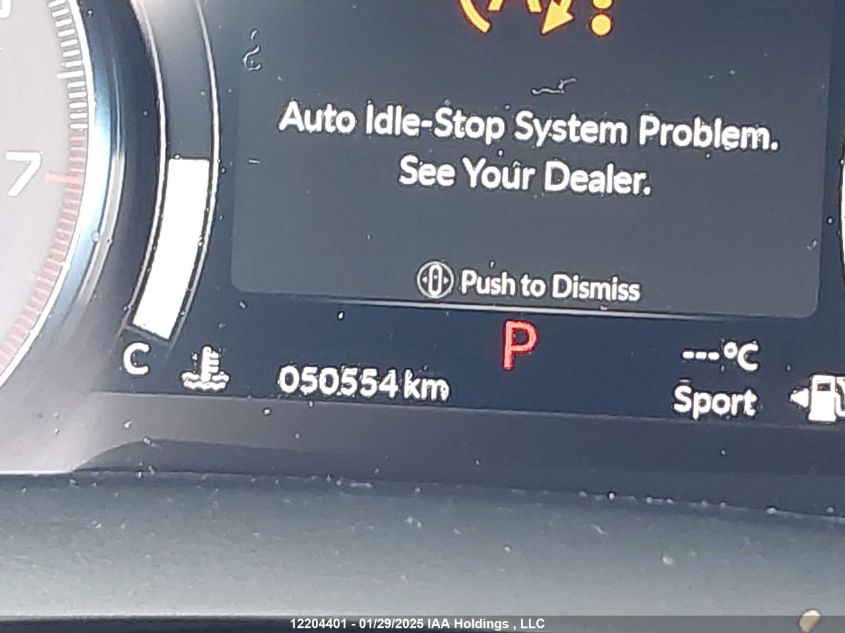 7
Auto Idle-Stop System Problem.
See Your Dealer.
Push to Dismiss
P
C
---°C
050554 km
Sport
12204401 - 01/29/2025 IAA Holdings , LLC